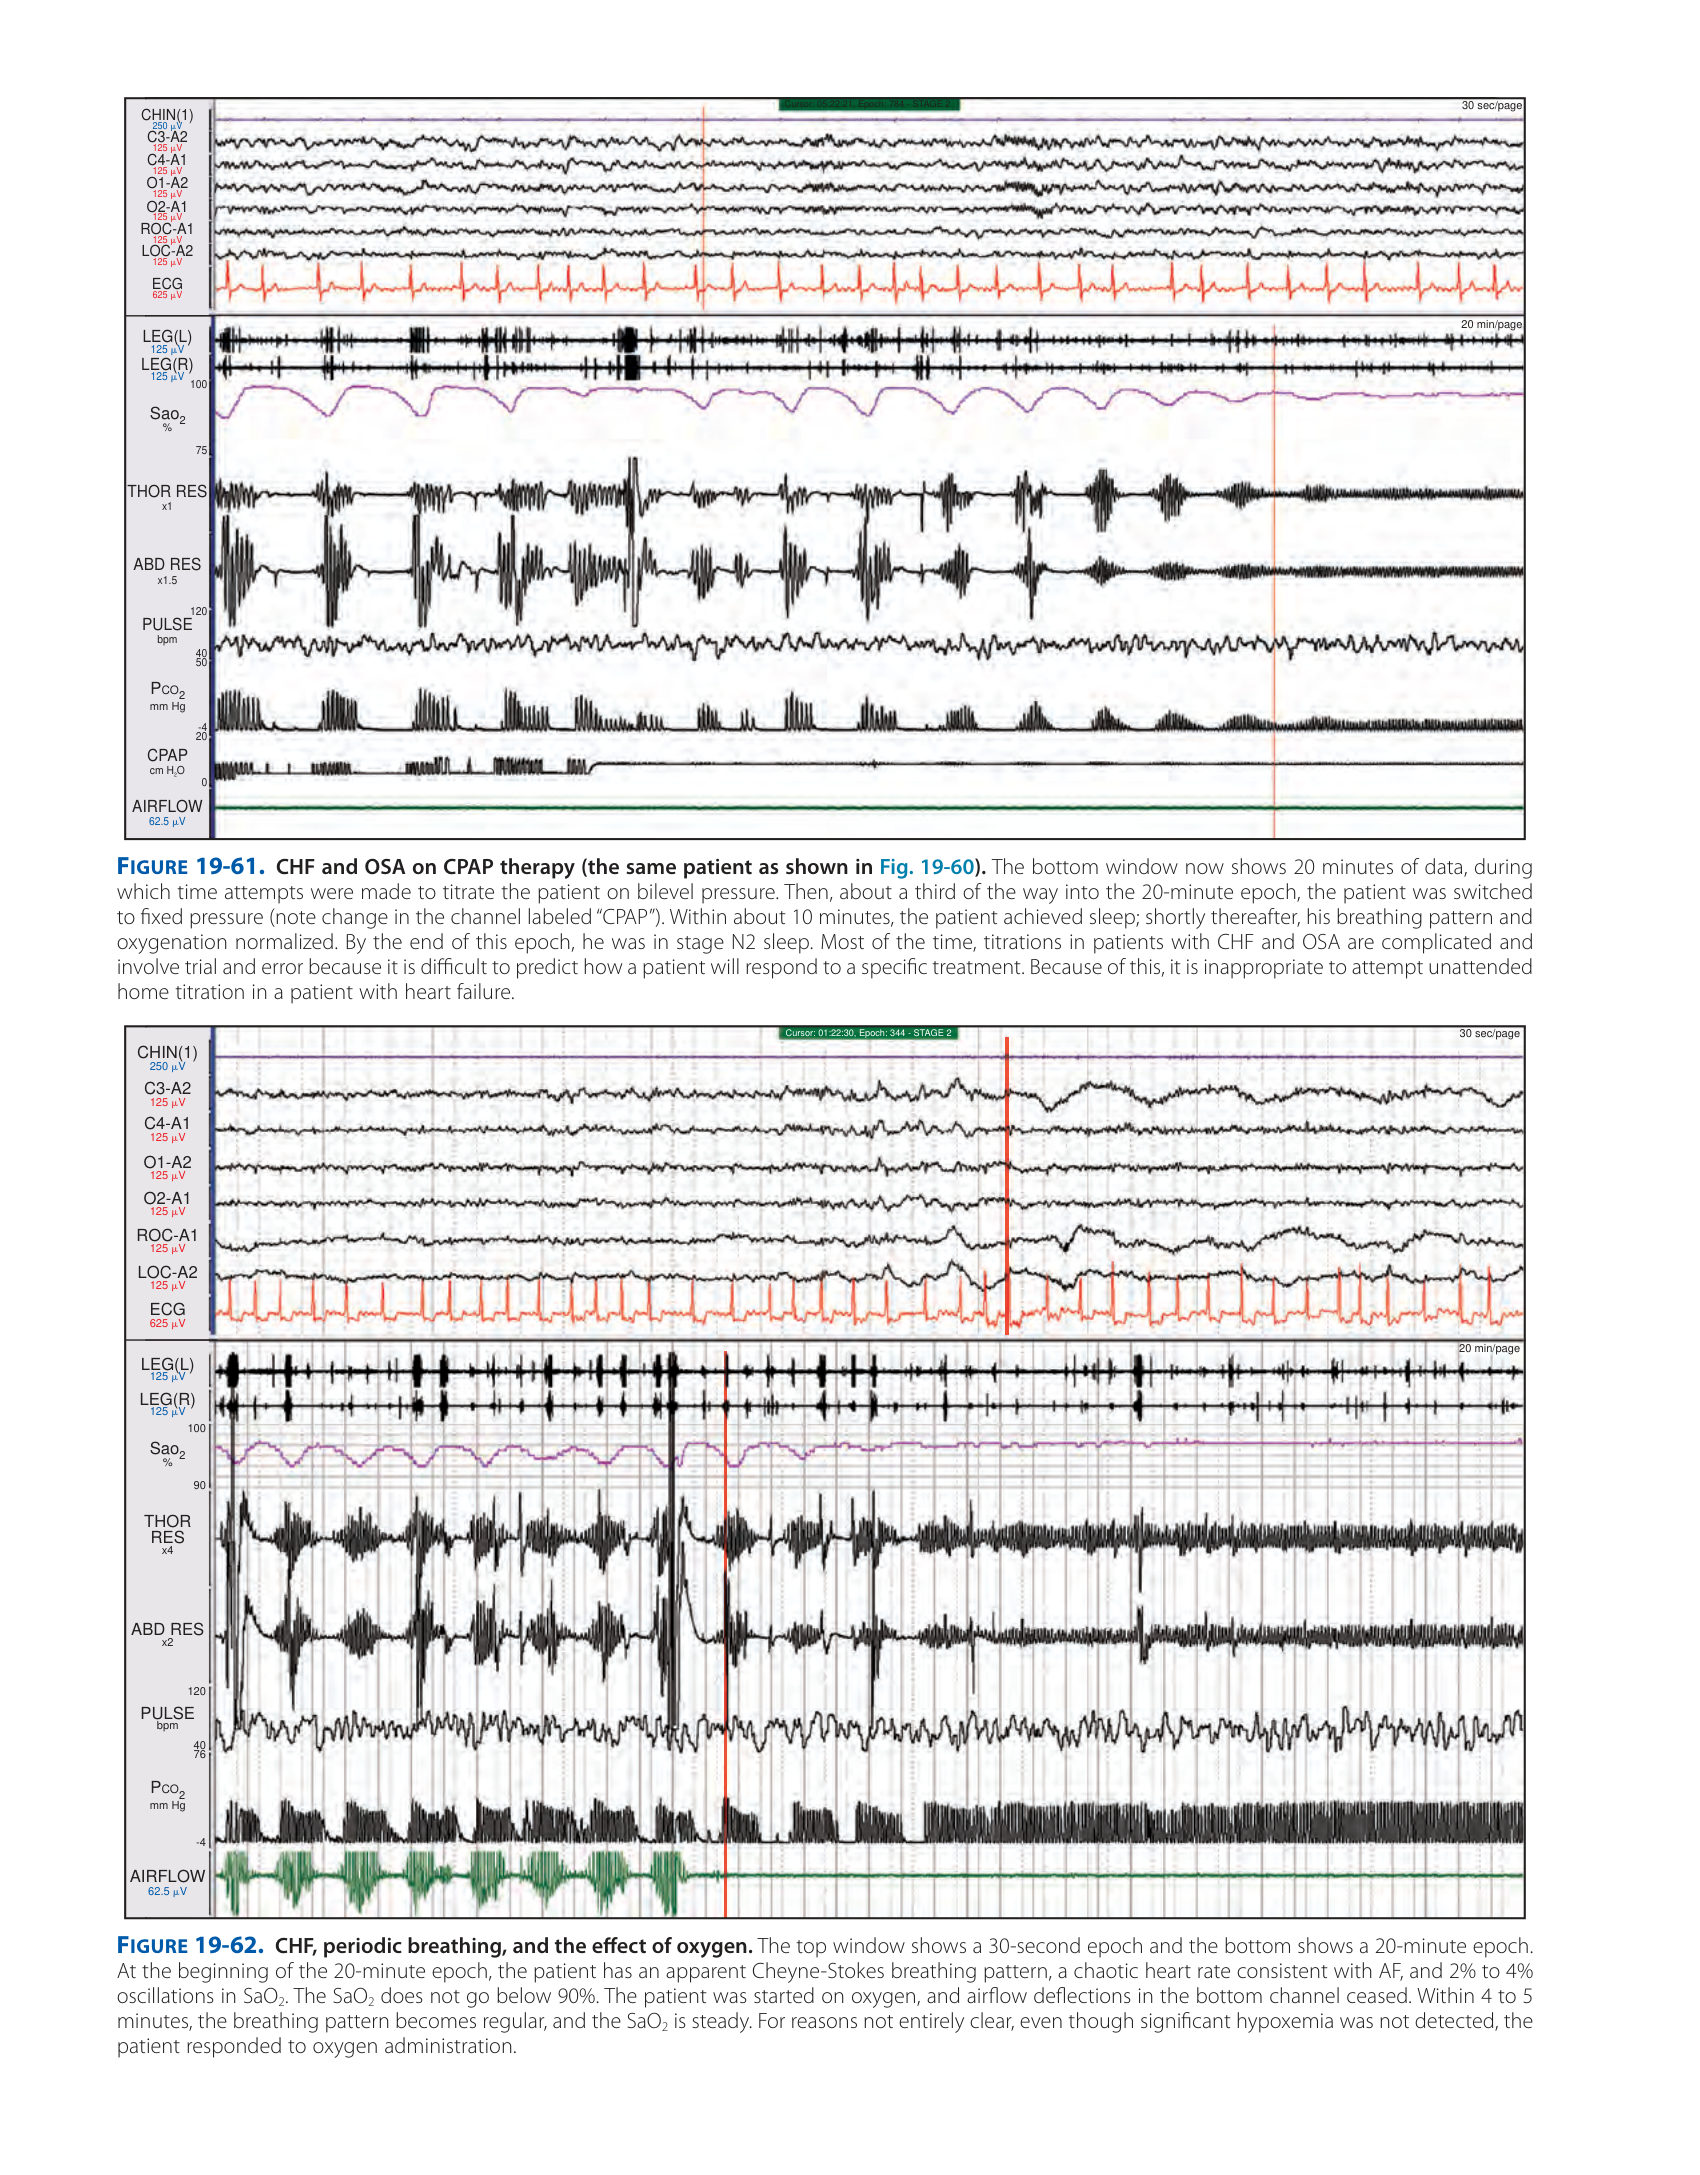 Cursor: 05:22:21, Epoch: 784 - STAGE 2
30 sec/page
CHIN(1)
250 µV
C3-A2
125 µV
C4-A1
125 µV
O1-A2
125 µV
O2-A1
125 µV
ROC-A1
125 µV
LOC-A2
125 µV
ECG
625 µV
20 min/page
LEG(L)
125 µV
LEG(R)
125 µV
100
Sao2
%
75
THOR RES
x1
ABD RES
x1.5
120
PULSE
bpm
40
50
PCO2
mm Hg
-4
20
CPAP
cm H2O
0
AIRFLOW
62.5 µV
FIGURE 19-61. CHF and OSA on CPAP therapy (the same patient as shown in Fig. 19-60). The bottom window now shows 20 minutes of data, during
which time attempts were made to titrate the patient on bilevel pressure. Then, about a third of the way into the 20-minute epoch, the patient was switched
to fixed pressure (note change in the channel labeled “CPAP”). Within about 10 minutes, the patient achieved sleep; shortly thereafter, his breathing pattern and
oxygenation normalized. By the end of this epoch, he was in stage N2 sleep. Most of the time, titrations in patients with CHF and OSA are complicated and
involve trial and error because it is difficult to predict how a patient will respond to a specific treatment. Because of this, it is inappropriate to attempt unattended
home titration in a patient with heart failure.
Cursor: 01:22:30, Epoch: 344 - STAGE 2
30 sec/page
CHIN(1)
250 µV
C3-A2
125 µV
C4-A1
125 µV
O1-A2
125 µV
O2-A1
125 µV
ROC-A1
125 µV
LOC-A2
125 µV
ECG
625 µV
20 min/page
LEG(L)
125 µV
LEG(R)
125 µV
100
Sao2
%
90
THOR
RES
x4
ABD RES
x2
120
PULSE
bpm
40
76
PCO2
mm Hg
-4
AIRFLOW
62.5 µV
FIGURE 19-62. CHF, periodic breathing, and the effect of oxygen. The top window shows a 30-second epoch and the bottom shows a 20-minute epoch.
At the beginning of the 20-minute epoch, the patient has an apparent Cheyne-Stokes breathing pattern, a chaotic heart rate consistent with AF, and 2% to 4%
oscillations in SaO2. The SaO2 does not go below 90%. The patient was started on oxygen, and airflow deflections in the bottom channel ceased. Within 4 to 5
minutes, the breathing pattern becomes regular, and the SaO2 is steady. For reasons not entirely clear, even though significant hypoxemia was not detected, the
patient responded to oxygen administration.